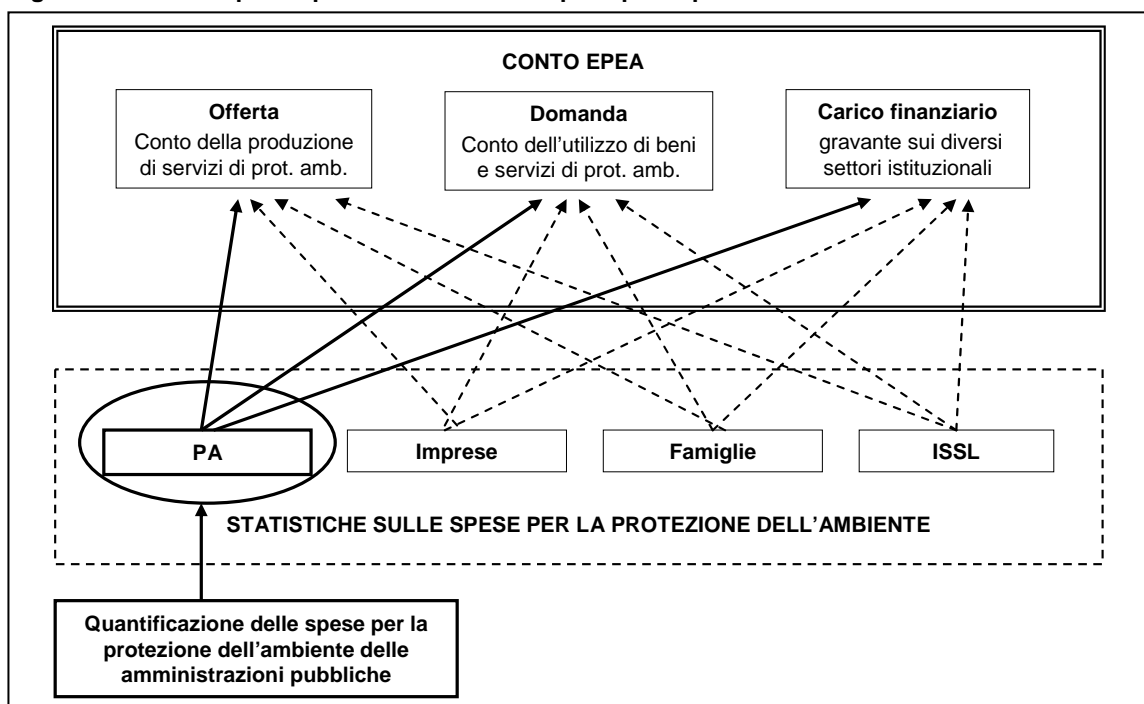 CONTO EPEA
Offerta
Conto della produzione
di servizi di prot. amb.
Domanda
Conto dell'utilizzo di beni
e servizi di prot. amb.
Carico finanziario
gravante sui diversi
settori istituzionali
PA
Imprese
Famiglie
ISSL
STATISTICHE SULLE SPESE PER LA PROTEZIONE DELL'AMBIENTE
Quantificazione delle spese per la
protezione dell'ambiente delle
amministrazioni pubbliche